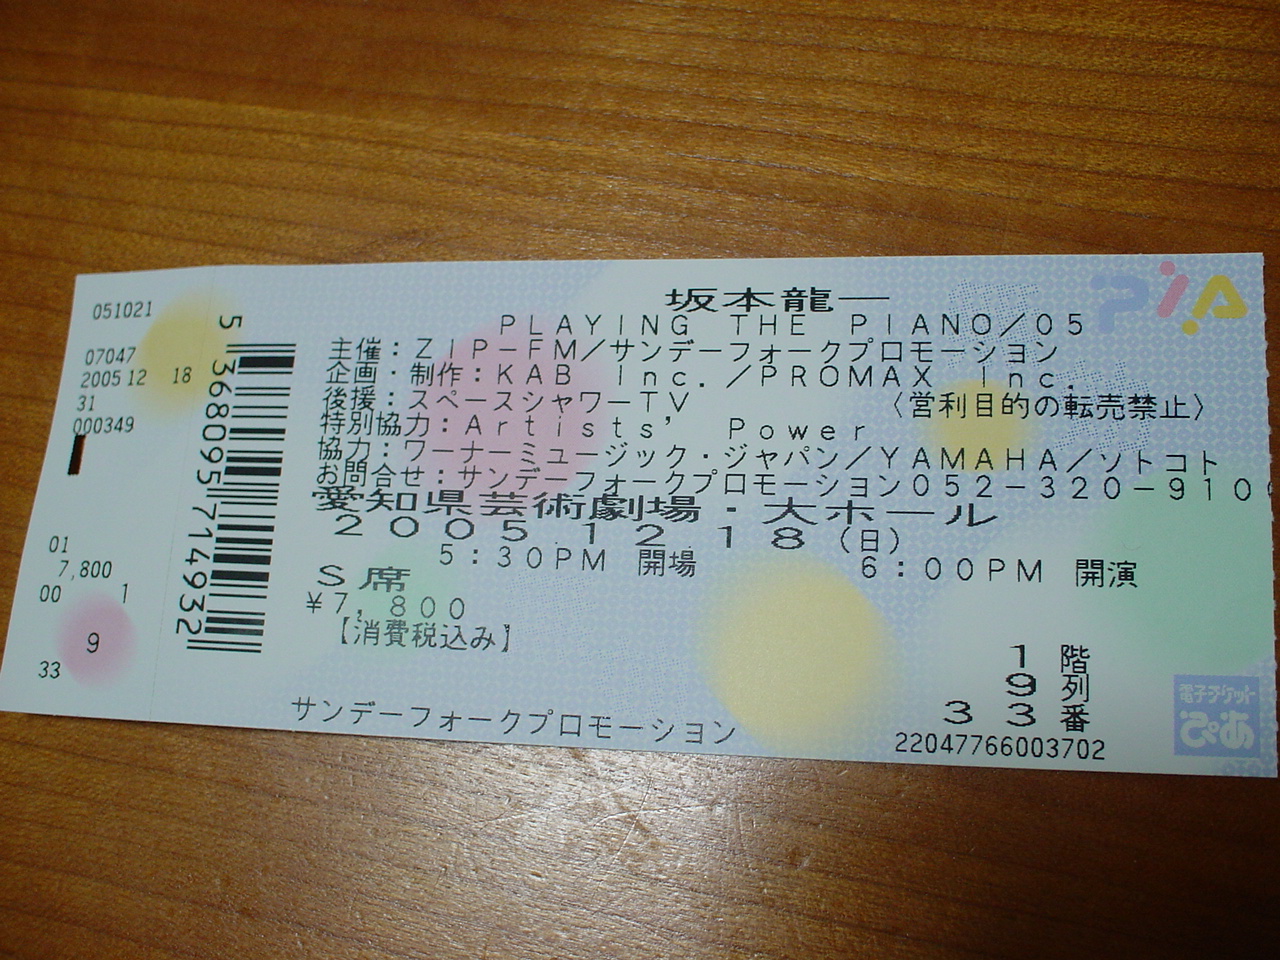 051021
07047
2005 12 18
31
000349
01
7,800
00 1
9
33
5368095714932
PIA
坂本龍一
PLAYING THE PIANO/05
主催:ZIP-FM/サンデーフォークプロモーション
企画・制作:KAB Inc./PROMAX Inc.
後援:スペースシャワーTV 〈営利目的の転売禁止〉
特別協力:Artists' Power
協力:ワーナーミュージック・ジャパン/YAMAHA/ソトコト
お問合せ:サンデーフォークプロモーション052-320-910
愛知県芸術劇場・大ホール
2005.12.18(日)
5:30PM 開場 6:00PM 開演
S席
¥7,800
【消費税込み】
1階
9列
33番
サンデーフォークプロモーション
22047766003702
電子チケット
ぴあ